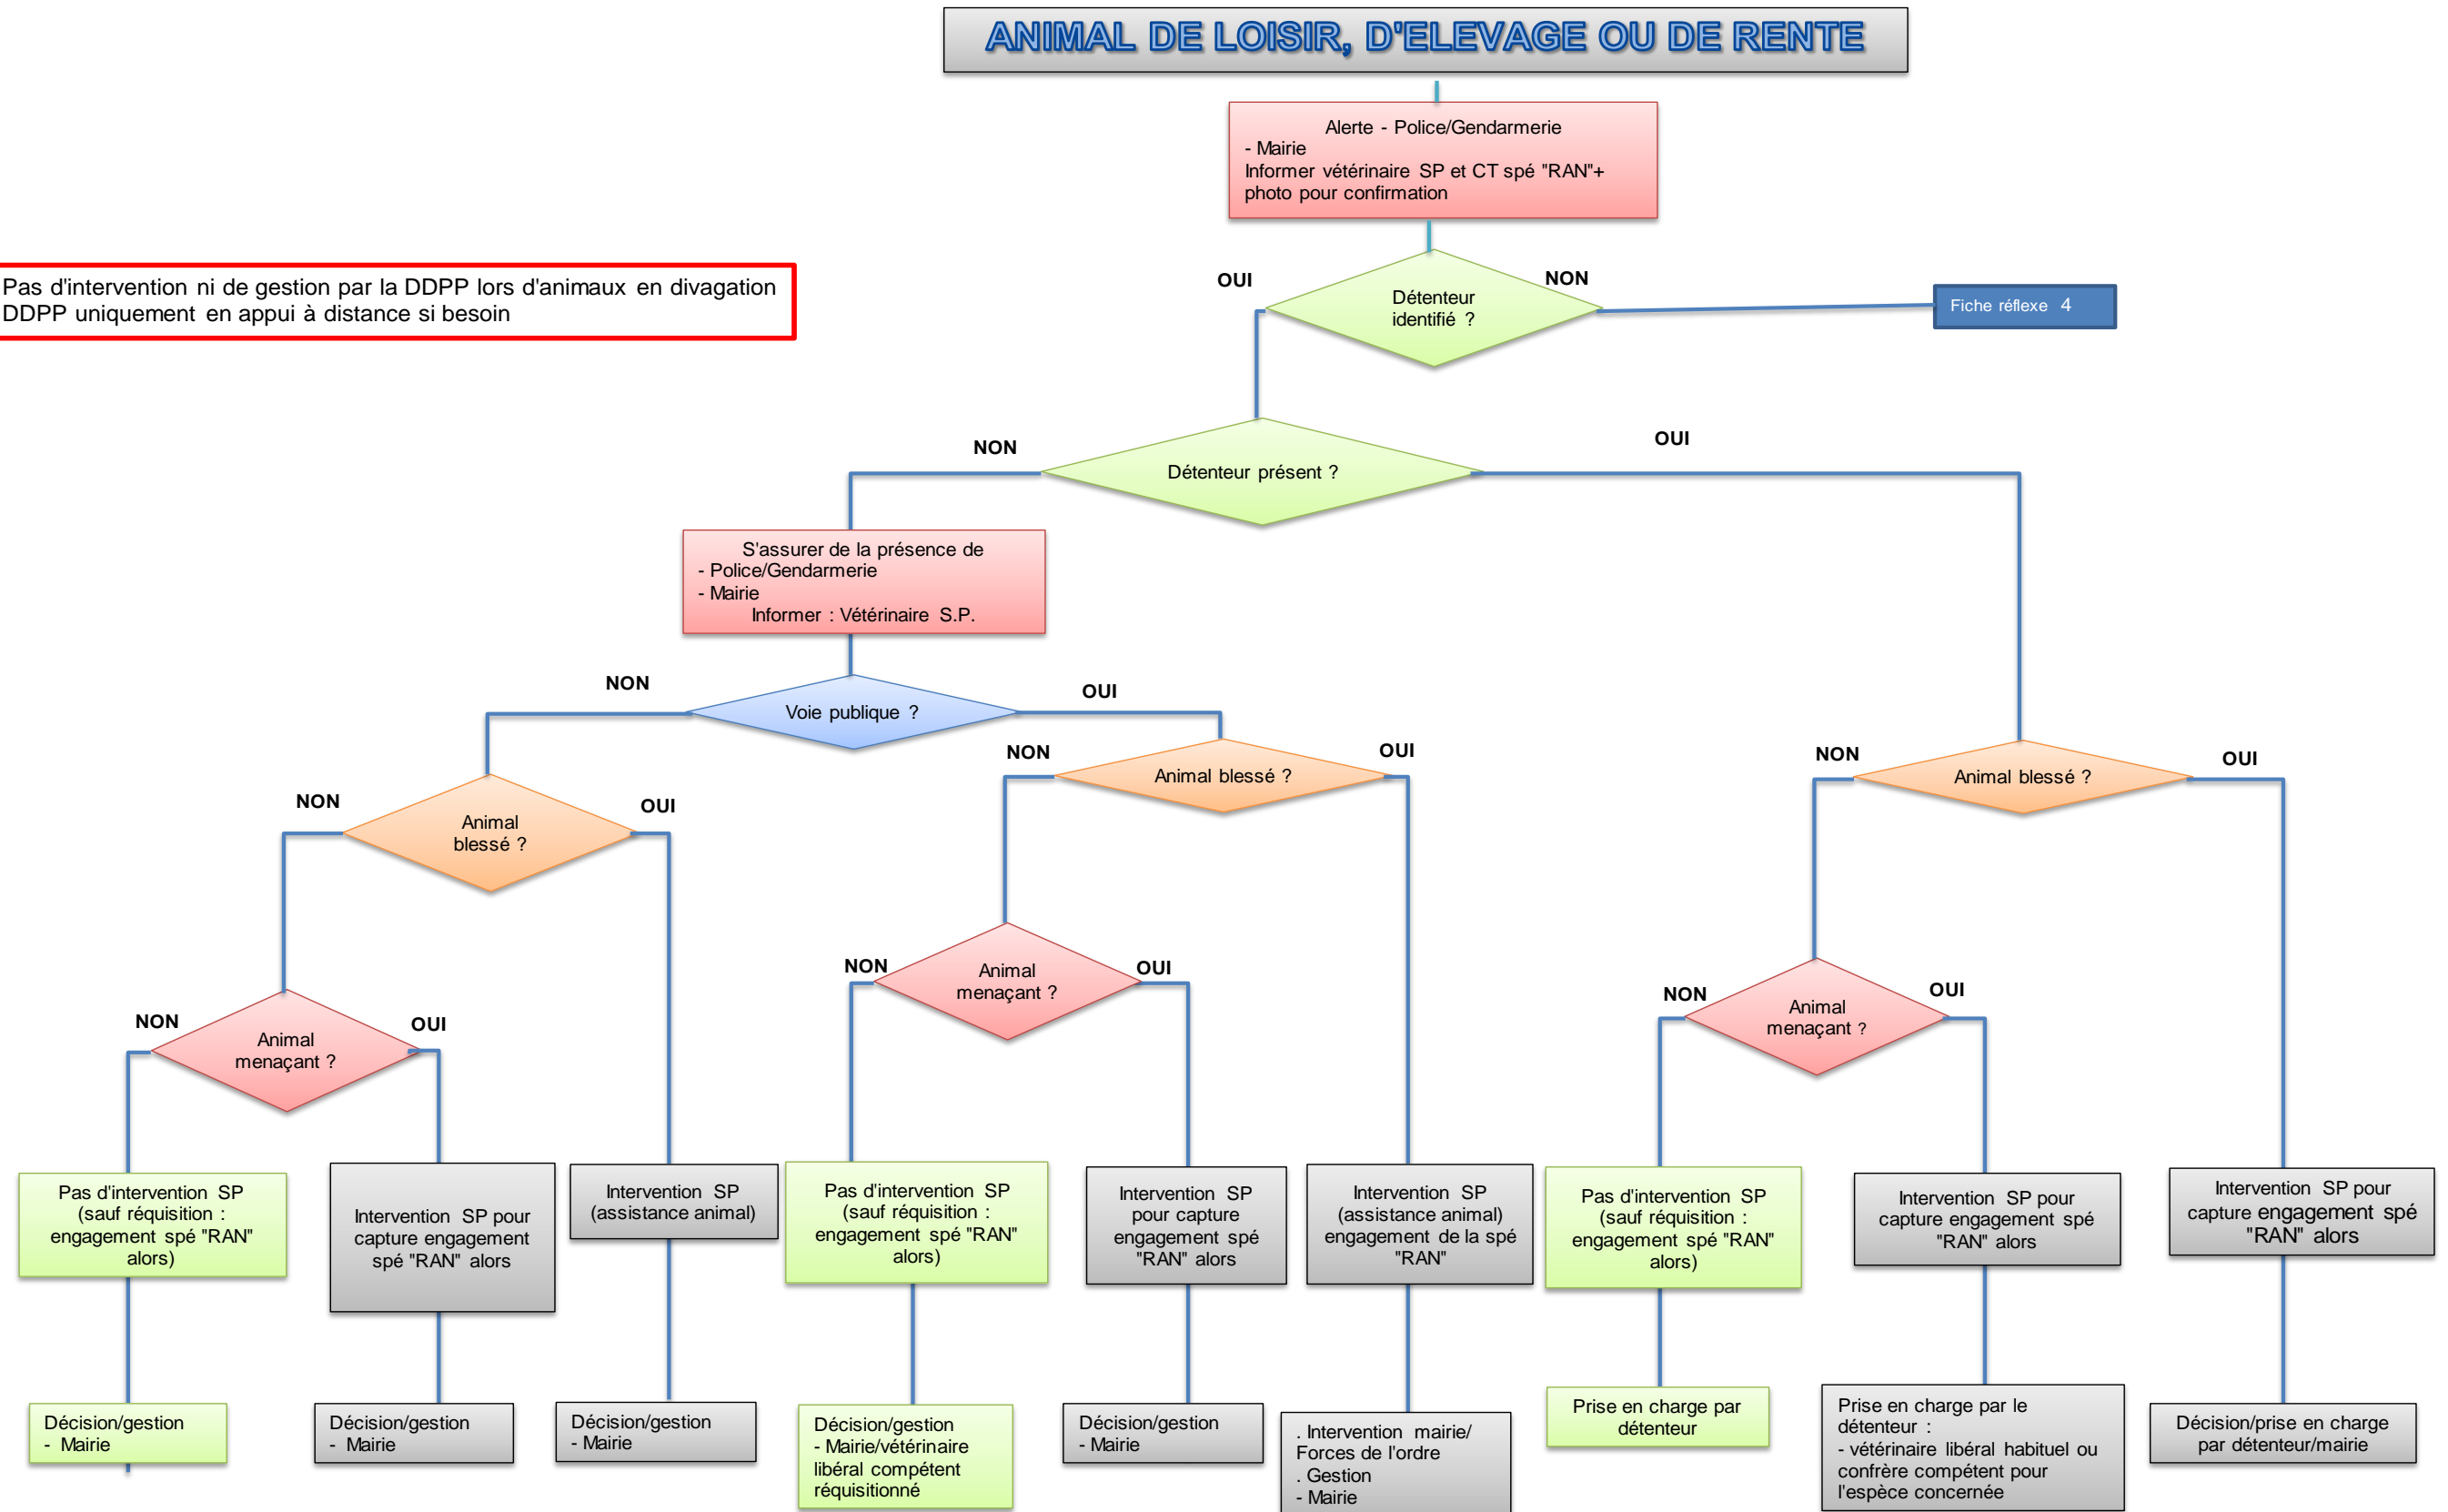 ANIMAL DE LOISIR, D'ELEVAGE OU DE RENTE
Alerte - Police/Gendarmerie
- Mairie
Informer vétérinaire SP et CT spé "RAN"+
photo pour confirmation
Pas d'intervention ni de gestion par la DDPP lors d'animaux en divagation
DDPP uniquement en appui à distance si besoin
OUI
NON
Détenteur
identifié ?
Fiche réflexe 4
NON
OUI
Détenteur présent ?
S'assurer de la présence de
- Police/Gendarmerie
- Mairie
Informer : Vétérinaire S.P.
NON
OUI
Voie publique ?
NON
OUI
Animal
blessé ?
NON
OUI
Animal blessé ?
NON
OUI
Animal blessé ?
NON
OUI
Animal
menaçant ?
NON
OUI
Animal
menaçant ?
NON
OUI
Animal
menaçant ?
Pas d'intervention SP
(sauf réquisition :
engagement spé "RAN"
alors)
Intervention SP pour
capture engagement
spé "RAN" alors
Intervention SP
(assistance animal)
Pas d'intervention SP
(sauf réquisition :
engagement spé "RAN"
alors)
Intervention SP
pour capture
engagement spé
"RAN" alors
Intervention SP
(assistance animal)
engagement de la spé
"RAN"
Pas d'intervention SP
(sauf réquisition :
engagement spé "RAN"
alors)
Intervention SP pour
capture engagement spé
"RAN" alors
Intervention SP pour
capture engagement spé
"RAN" alors
Décision/gestion
- Mairie
Décision/gestion
- Mairie
Décision/gestion
- Mairie
Décision/gestion
- Mairie/vétérinaire
libéral compétent
réquisitionné
Décision/gestion
- Mairie
. Intervention mairie/
Forces de l'ordre
. Gestion
- Mairie
Prise en charge par
détenteur
Prise en charge par le
détenteur :
- vétérinaire libéral habituel ou
confrère compétent pour
l'espèce concernée
Décision/prise en charge
par détenteur/mairie